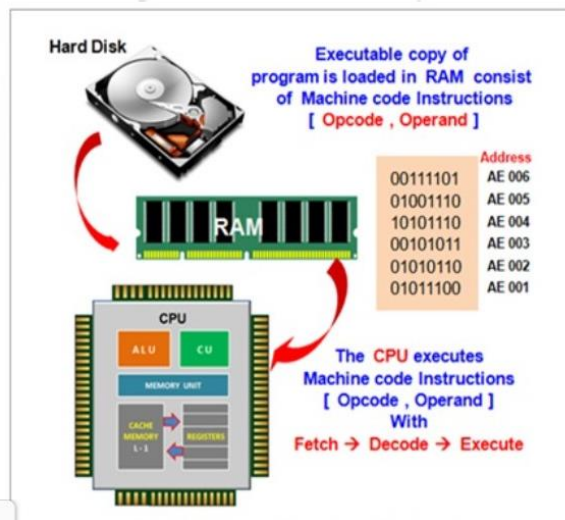 Hard Disk
Executable copy of
program is loaded in RAM consist
of Machine code Instructions
[ Opcode , Operand ]
Address
00111101 AE 006
01001110 AE 005
10101110 AE 004
00101011 AE 003
01010110 AE 002
01011100 AE 001
RAM
CPU
ALU CU
MEMORY UNIT
CACHE
MEMORY
L - 1
REGISTERS
The CPU executes
Machine code Instructions
[ Opcode , Operand ]
With
Fetch → Decode → Execute